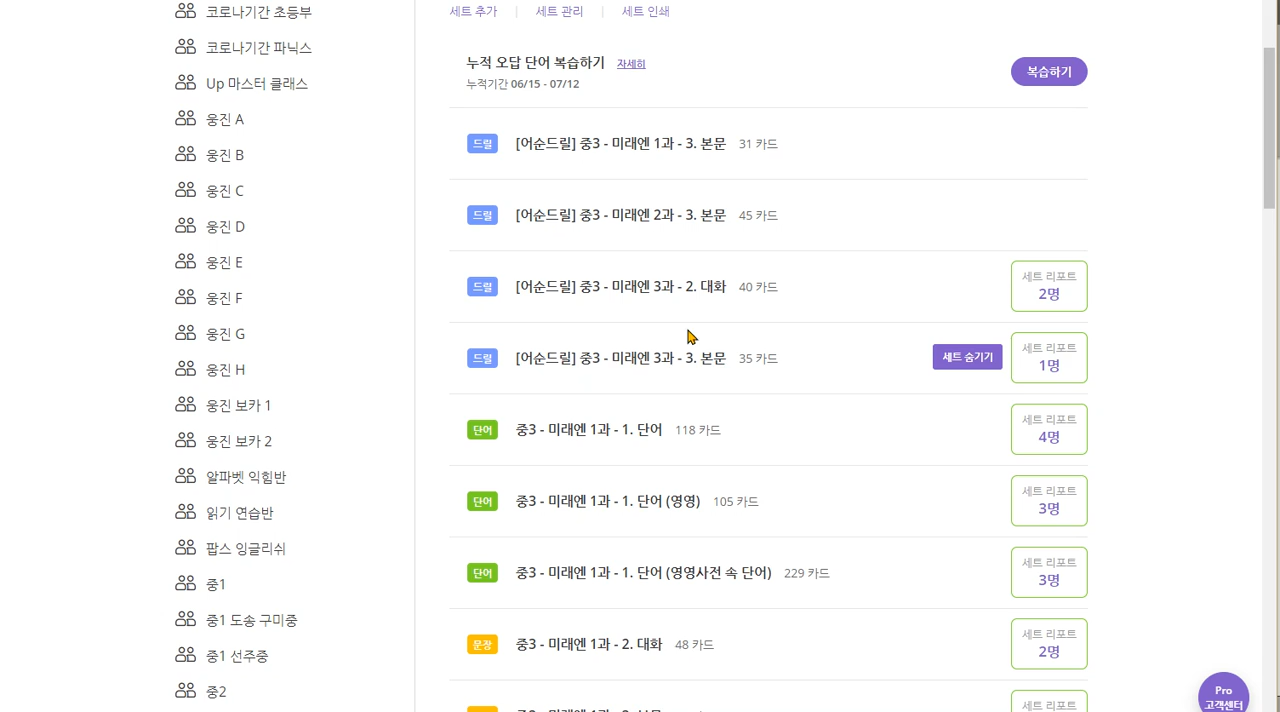 코로나기간 초등부
코로나기간 파닉스
Up 마스터 클래스
웅진 A
웅진 B
웅진 C
웅진 D
웅진 E
웅진 F
웅진 G
웅진 H
웅진 보카 1
웅진 보카 2
알파벳 익힘반
읽기 연습반
팝스 잉글리쉬
중1
중1 도송 구미중
중1 선주중
중2
세트 추가 세트 관리 세트 인쇄
누적 오답 단어 복습하기 자세히
누적기간 06/15 - 07/12
복습하기
드릴 [어순드릴] 중3 - 미래엔 1과 - 3. 본문 31 카드
드릴 [어순드릴] 중3 - 미래엔 2과 - 3. 본문 45 카드
드릴 [어순드릴] 중3 - 미래엔 3과 - 2. 대화 40 카드
세트 리포트
2명
드릴 [어순드릴] 중3 - 미래엔 3과 - 3. 본문 35 카드 세트 숨기기
세트 리포트
1명
단어 중3 - 미래엔 1과 - 1. 단어 118 카드
세트 리포트
4명
단어 중3 - 미래엔 1과 - 1. 단어 (영영) 105 카드
세트 리포트
3명
단어 중3 - 미래엔 1과 - 1. 단어 (영영사전 속 단어) 229 카드
세트 리포트
3명
문장 중3 - 미래엔 1과 - 2. 대화 48 카드
세트 리포트
2명
세트 리포트
Pro
고객센터